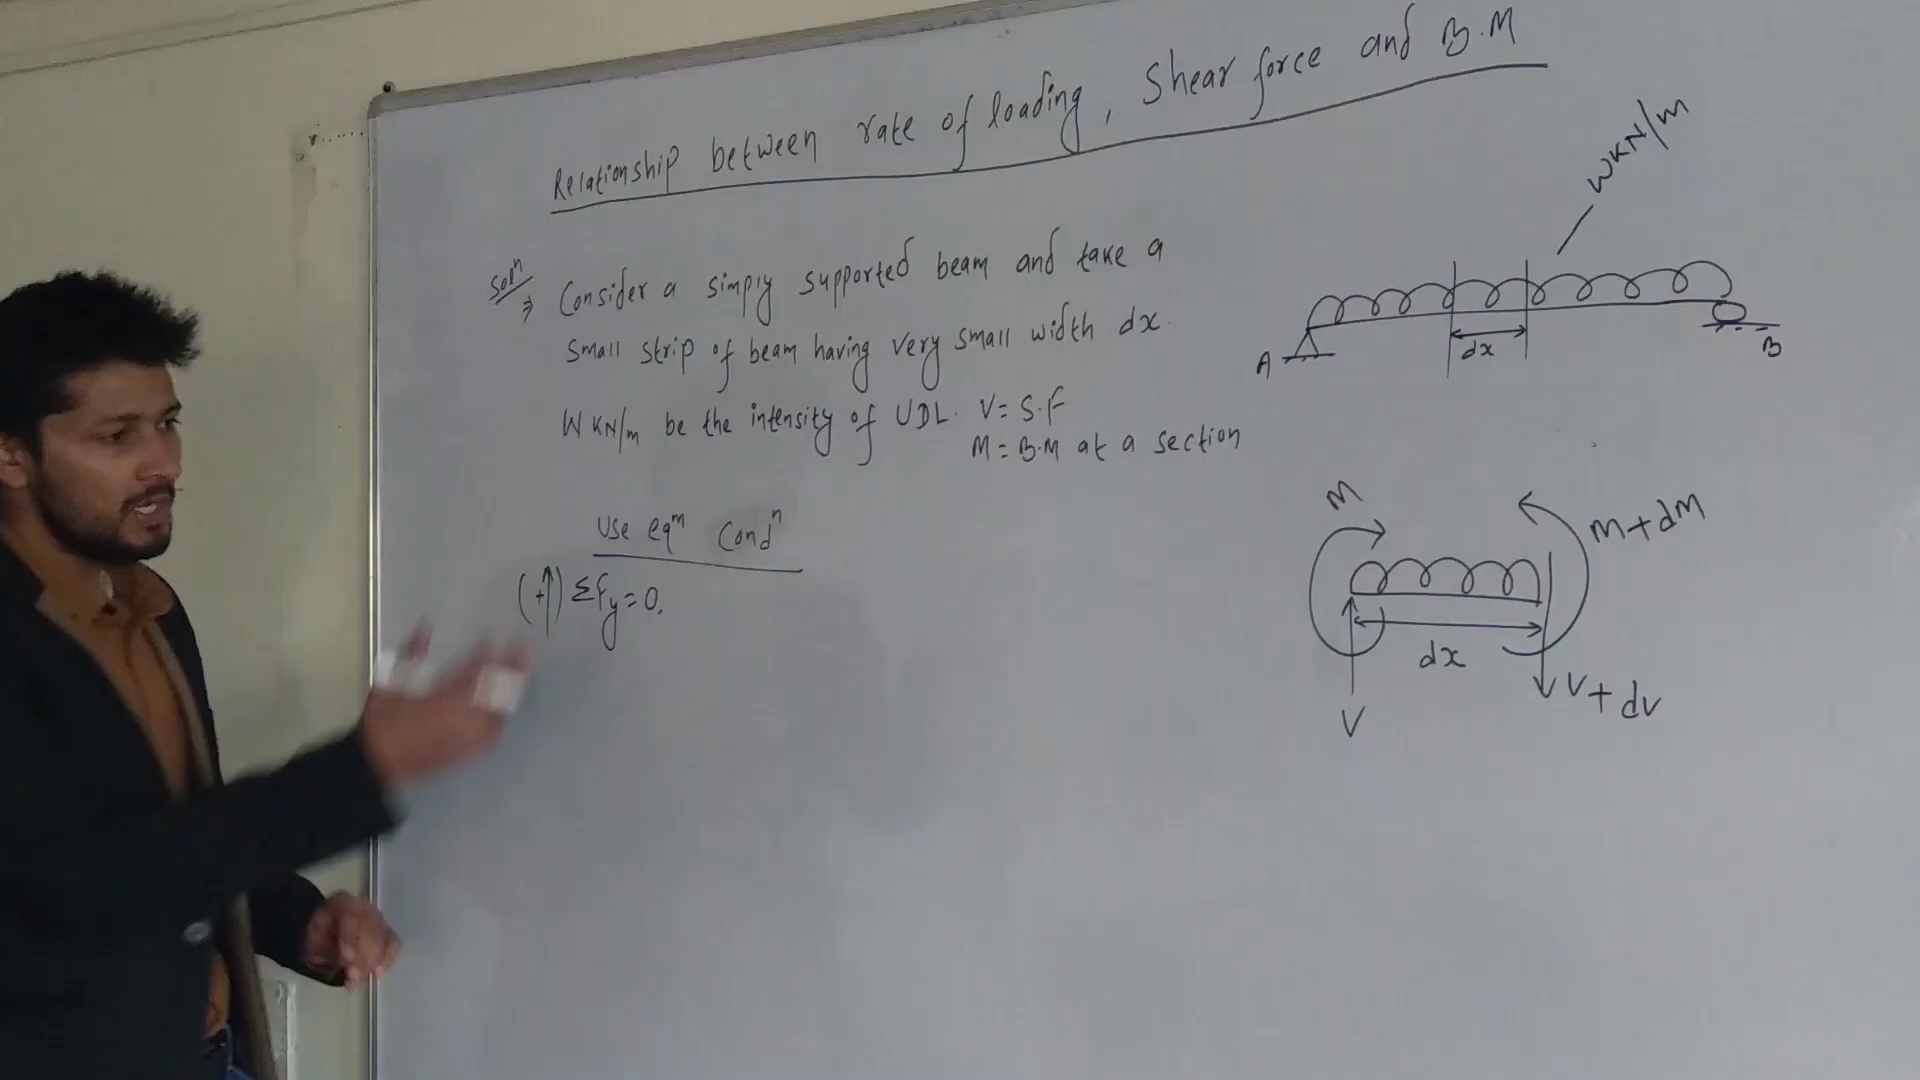 Relationship between rate of loading, Shear force and B.M
Solⁿ
⇒ Consider a simply supported beam and take a
small strip of beam having very small width dx.
W KN/m be the intensity of UDL. V = S.F
M = B.M at a section
Use eqᵐ Condⁿ
(+↑) ΣFy = 0.
W KN/m
A
dx
B
M
M + dM
dx
V
V + dv